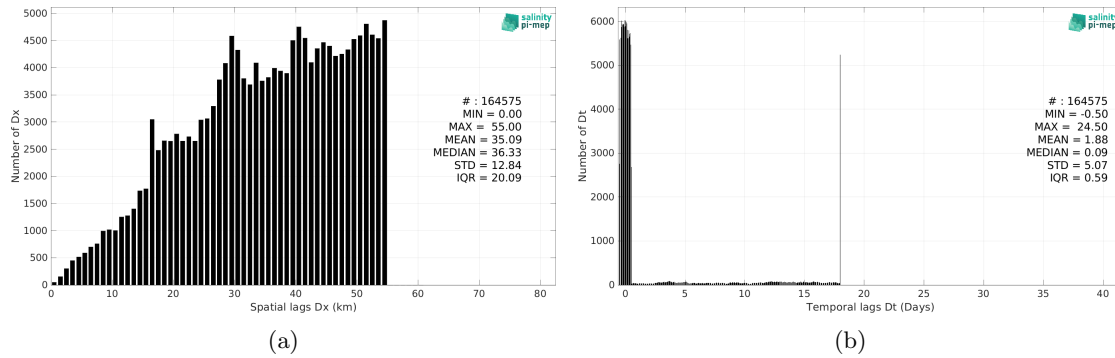 5000
4500
4000
3500
3000
2500
2000
1500
1000
500
0
Number of Dx
0 10 20 30 40 50 60 70 80
Spatial lags Dx (km)
salinity
pi-mep
# : 164575
MIN = 0.00
MAX = 55.00
MEAN = 35.09
MEDIAN = 36.33
STD = 12.84
IQR = 20.09
(a)
6000
5000
4000
3000
2000
1000
0
Number of Dt
0 5 10 15 20 25 30 35 40
Temporal lags Dt (Days)
salinity
pi-mep
# : 164575
MIN = -0.50
MAX = 24.50
MEAN = 1.88
MEDIAN = 0.09
STD = 5.07
IQR = 0.59
(b)